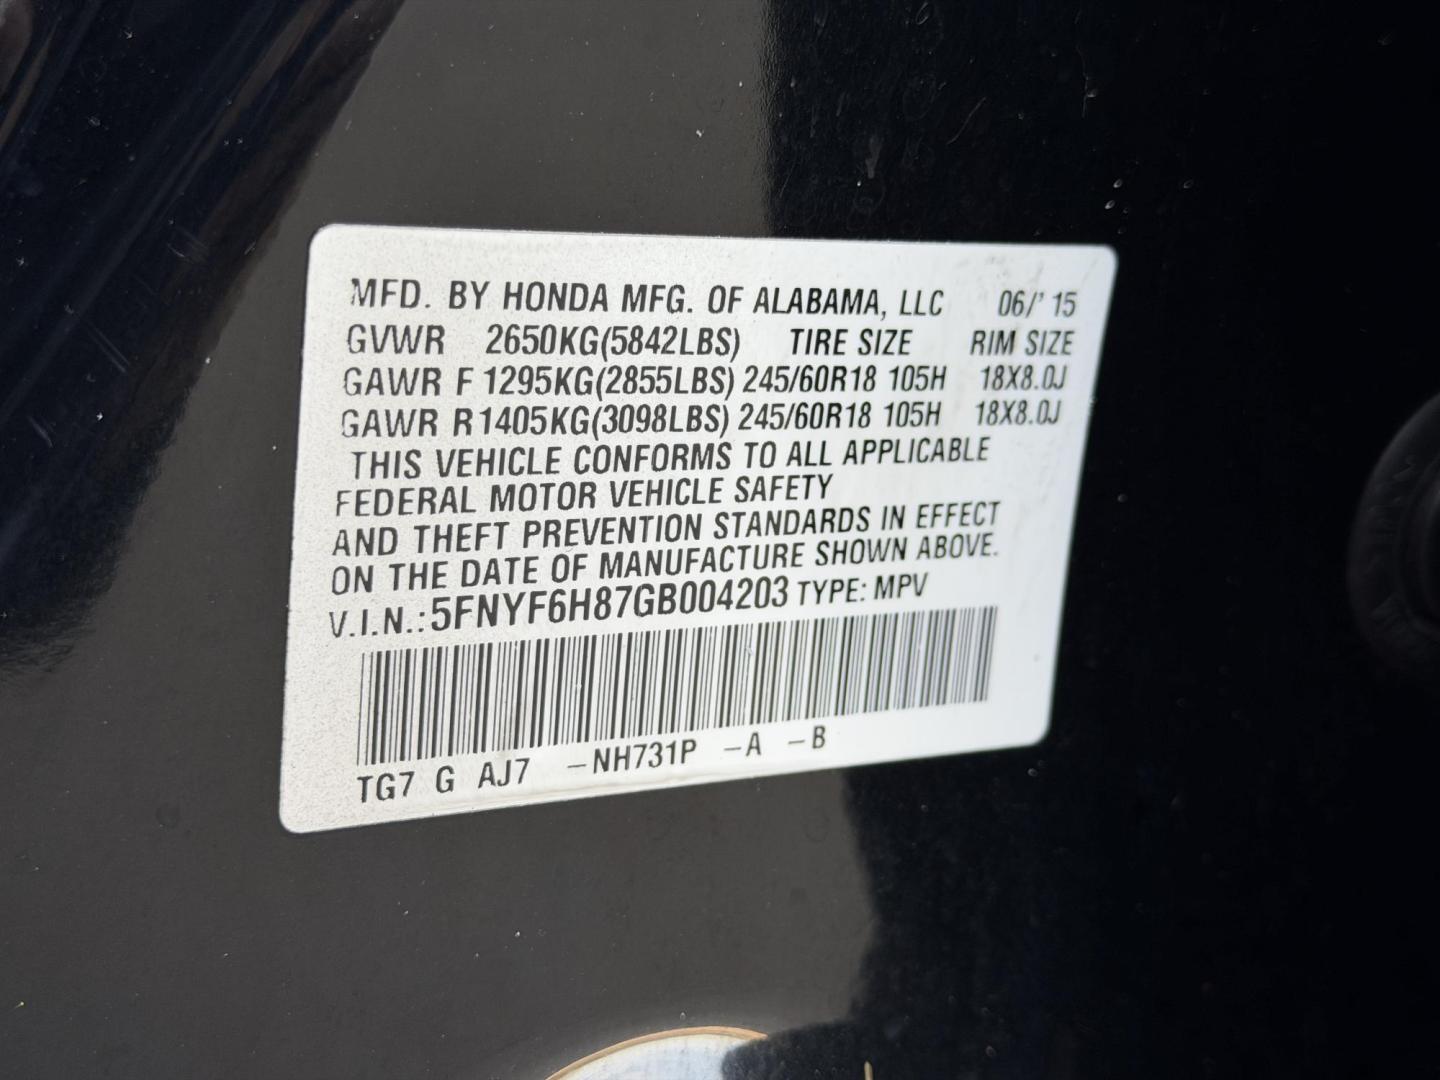 MFD. BY HONDA MFG. OF ALABAMA, LLC 06/' 15
GVWR 2650KG(5842LBS) TIRE SIZE RIM SIZE
GAWR F 1295KG(2855LBS) 245/60R18 105H 18X8.0J
GAWR R 1405KG(3098LBS) 245/60R18 105H 18X8.0J
THIS VEHICLE CONFORMS TO ALL APPLICABLE
FEDERAL MOTOR VEHICLE SAFETY
AND THEFT PREVENTION STANDARDS IN EFFECT
ON THE DATE OF MANUFACTURE SHOWN ABOVE.
V.I.N.: 5FNYF6H87GB004203 TYPE: MPV
TG7 G AJ7 -NH731P -A -B